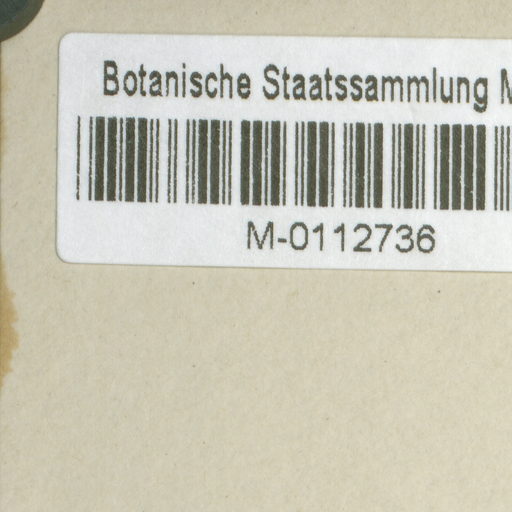 Botanische Staatssammlung
M-0112736